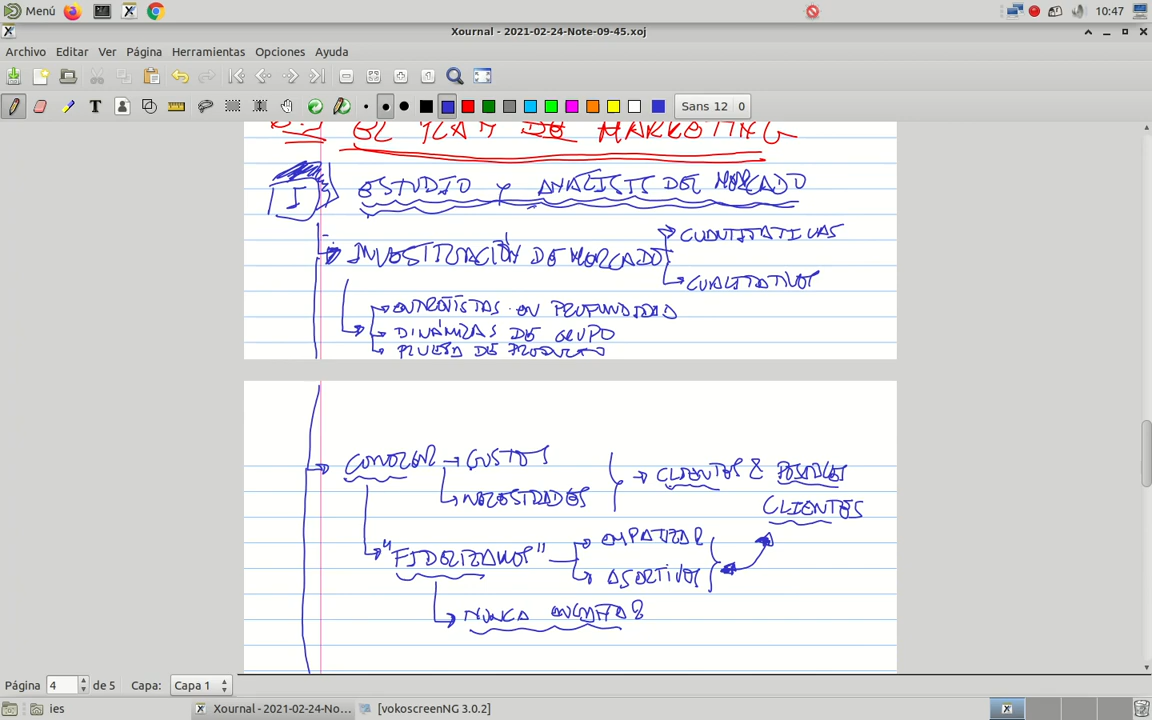 Menú 10:47
Xournal - 2021-02-24-Note-09-45.xoj
Archivo Editar Ver Página Herramientas Opciones Ayuda
Sans 12 0
EL PLAN DE MARKETING
I ESTUDIO Y ANÁLISIS DEL MERCADO
INVESTIGACIÓN DE MERCADO CUANTITATIVAS
CUALITATIVOS
ENTREVISTAS EN PROFUNDIDAD
DINÁMICAS DE GRUPO
PRUEBA DE PRODUCTO
CONOCER → GUSTOS → CLIENTES & POSIBLES
NECESIDADES CLIENTES
"FIDELIZAMOS" EMPATIZAR
ASERTIVOS
NUNCA
Página 4 de 5 Capa: Capa 1
ies Xournal - 2021-02-24-No... [vokoscreenNG 3.0.2]